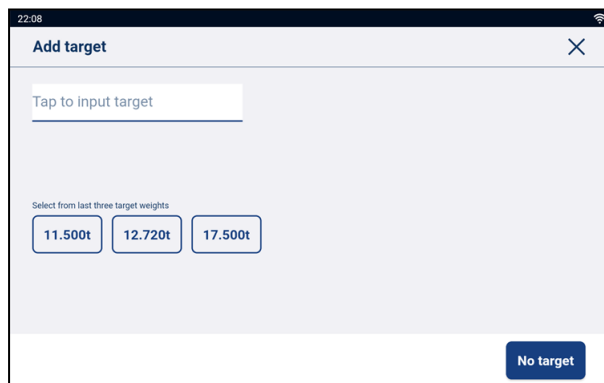 22:08
Add target
Tap to input target
Select from last three target weights
11.500t 12.720t 17.500t
No target